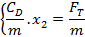 {C_D/m . x_2 = F_T/m